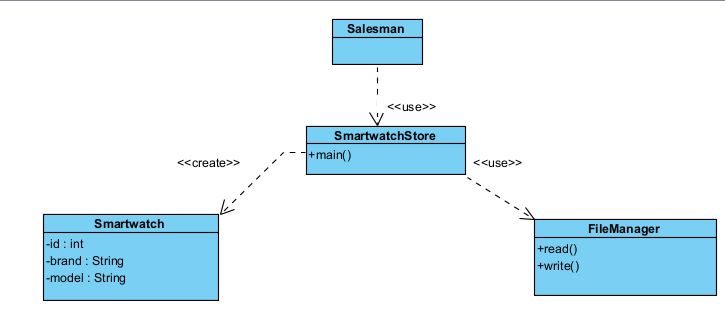 Salesman
<<use>>
SmartwatchStore
+main()
<<create>>
<<use>>
Smartwatch
-id : int
-brand : String
-model : String
FileManager
+read()
+write()